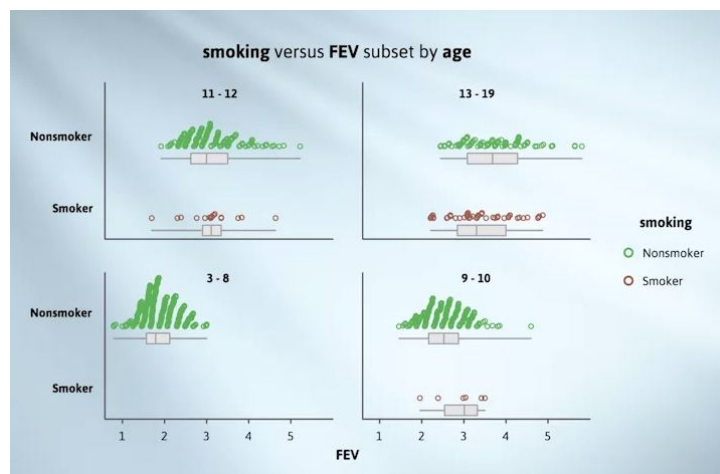 smoking versus FEV subset by age
11 - 12
13 - 19
Nonsmoker
Smoker
smoking
Nonsmoker
Smoker
3 - 8
9 - 10
Nonsmoker
Smoker
1 2 3 4 5
1 2 3 4 5
FEV